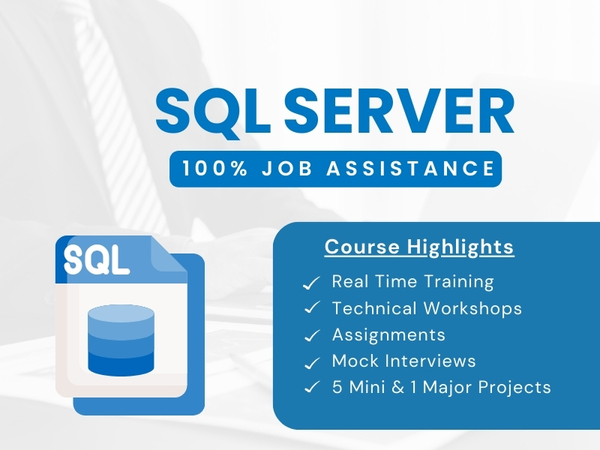 SQL SERVER
100% JOB ASSISTANCE
SQL
Course Highlights
Real Time Training
Technical Workshops
Assignments
Mock Interviews
5 Mini & 1 Major Projects